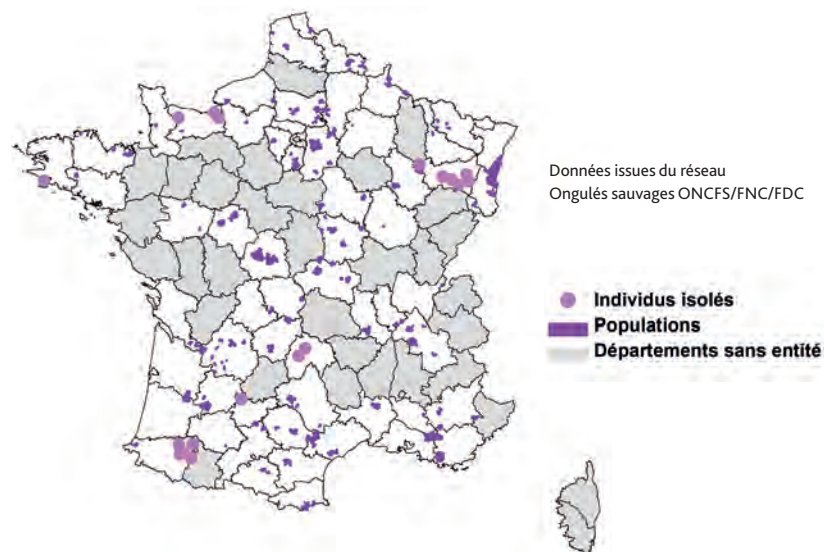 Données issues du réseau
Ongulés sauvages ONCFS/FNC/FDC
Individus isolés
Populations
Départements sans entité